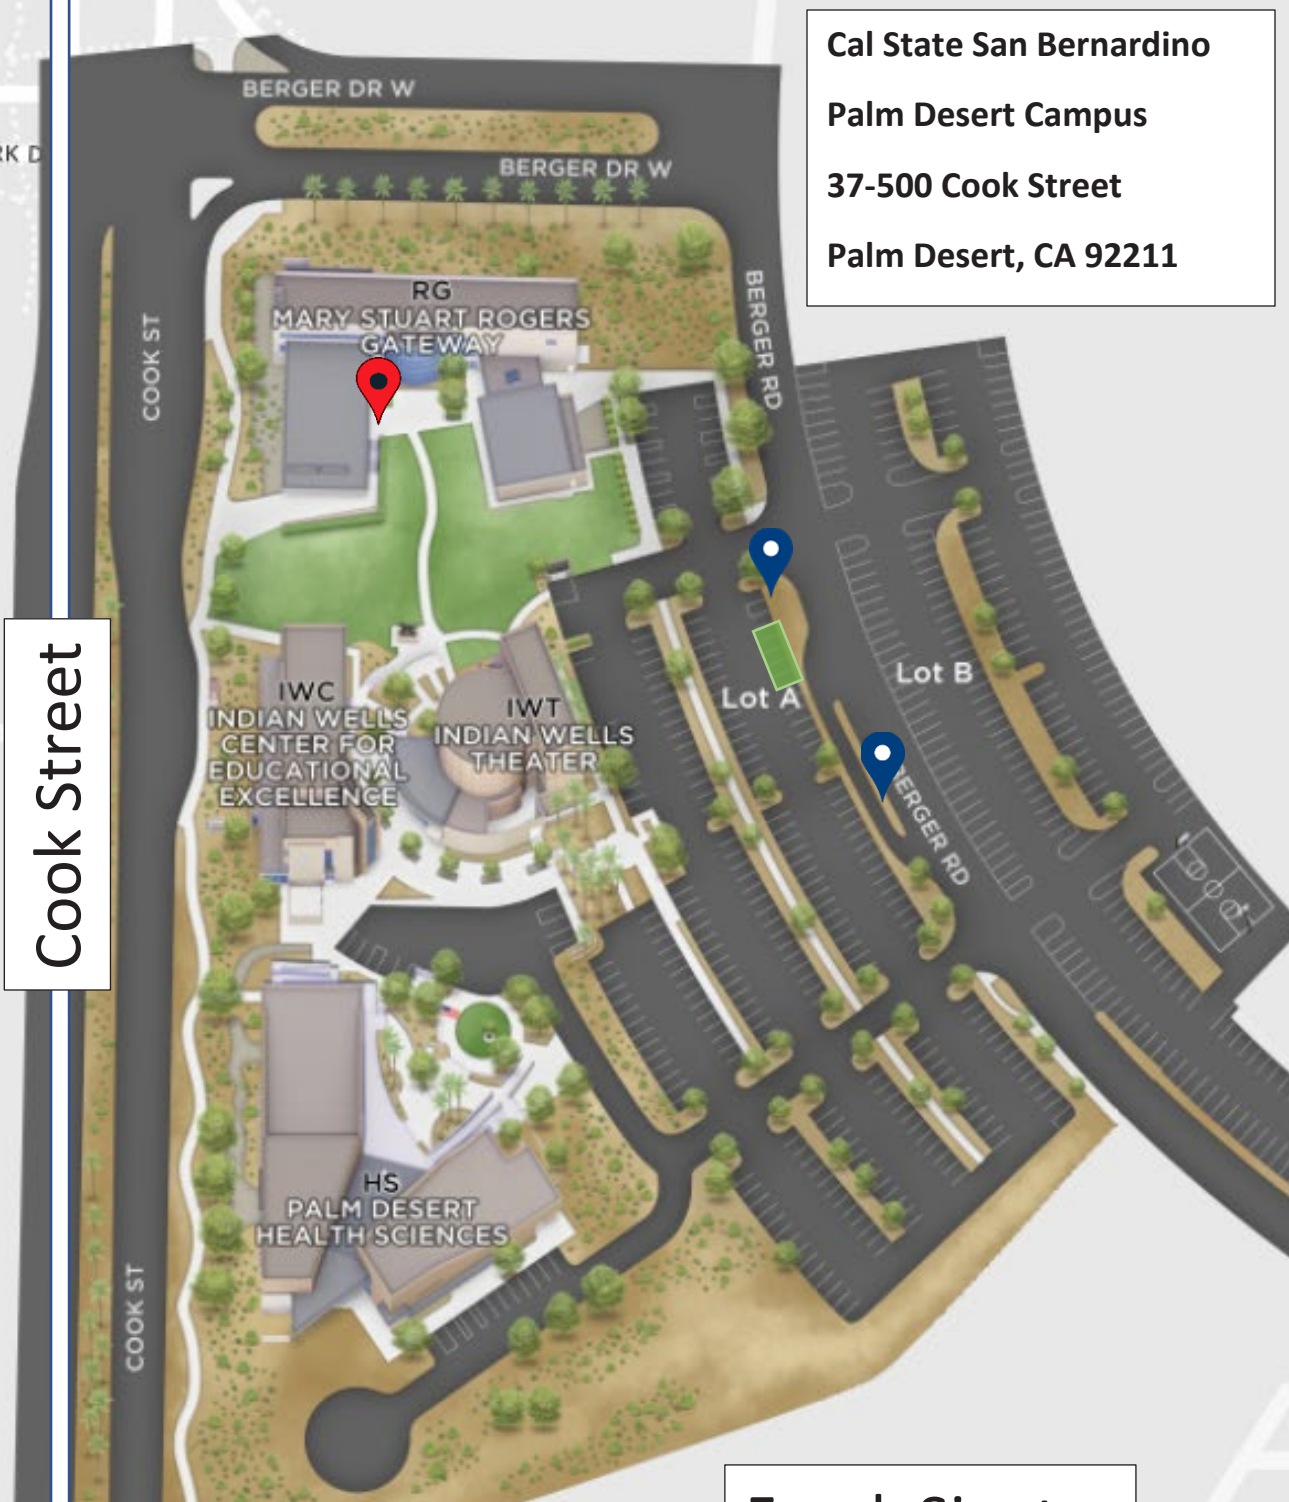 Cal State San Bernardino
Palm Desert Campus
37-500 Cook Street
Palm Desert, CA 92211
BERGER DR W
BERGER DR W
RK D
RG
MARY STUART ROGERS
GATEWAY
BERGER RD
COOK ST
Cook Street
IWC
INDIAN WELLS
CENTER FOR
EDUCATIONAL
EXCELLENCE
IWT
INDIAN WELLS
THEATER
Lot A
Lot B
BERGER RD
HS
PALM DESERT
HEALTH SCIENCES
COOK ST